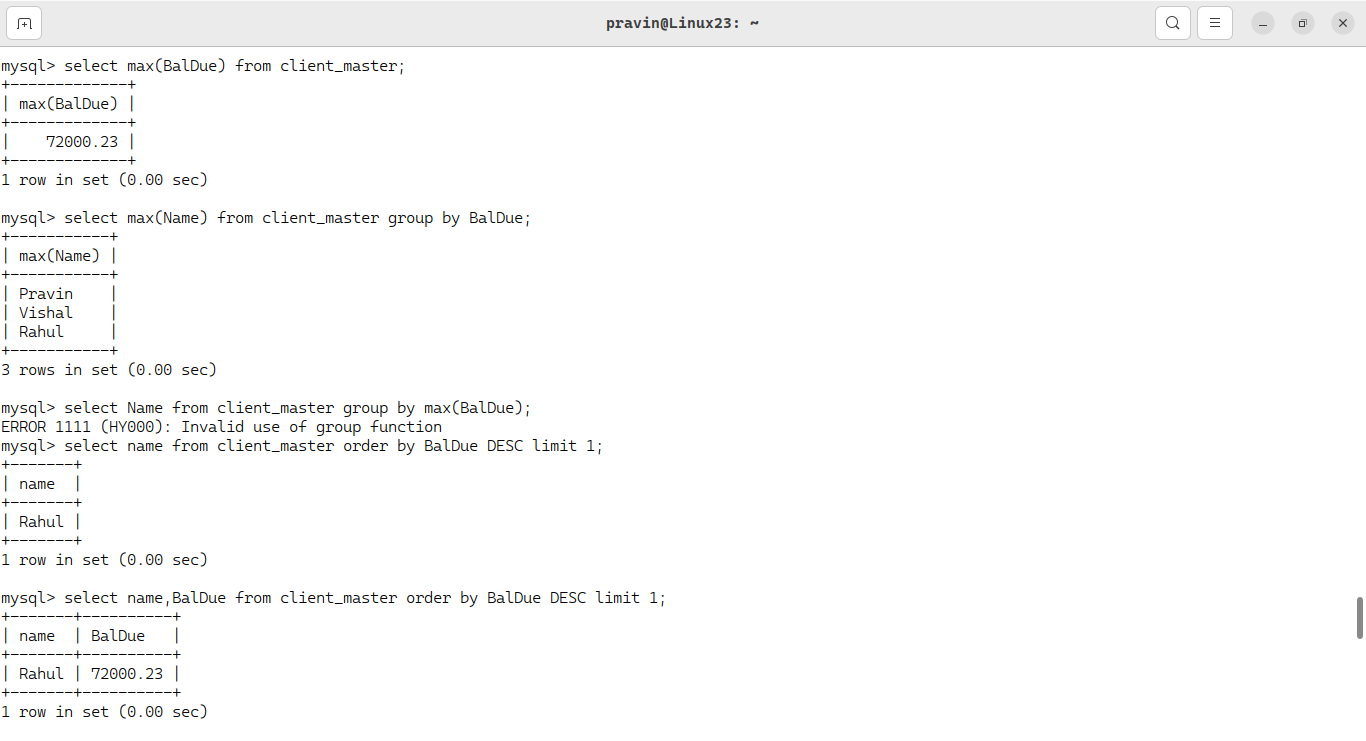 pravin@Linux23: ~
mysql> select max(BalDue) from client_master;
+-------------+
| max(BalDue) |
+-------------+
|    72000.23 |
+-------------+
1 row in set (0.00 sec)

mysql> select max(Name) from client_master group by BalDue;
+-----------+
| max(Name) |
+-----------+
| Pravin    |
| Vishal    |
| Rahul     |
+-----------+
3 rows in set (0.00 sec)

mysql> select Name from client_master group by max(BalDue);
ERROR 1111 (HY000): Invalid use of group function
mysql> select name from client_master order by BalDue DESC limit 1;
+-------+
| name  |
+-------+
| Rahul |
+-------+
1 row in set (0.00 sec)

mysql> select name,BalDue from client_master order by BalDue DESC limit 1;
+-------+----------+
| name  | BalDue   |
+-------+----------+
| Rahul | 72000.23 |
+-------+----------+
1 row in set (0.00 sec)